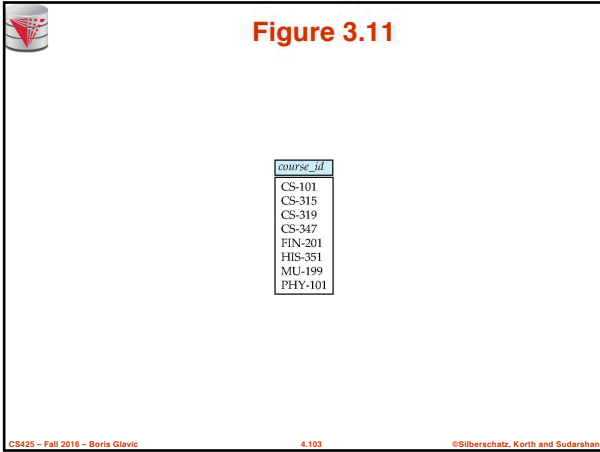 Figure 3.11
course_id
CS-101
CS-315
CS-319
CS-347
FIN-201
HIS-351
MU-199
PHY-101
CS425 – Fall 2016 – Boris Glavic 4.103 ©Silberschatz, Korth and Sudarshan